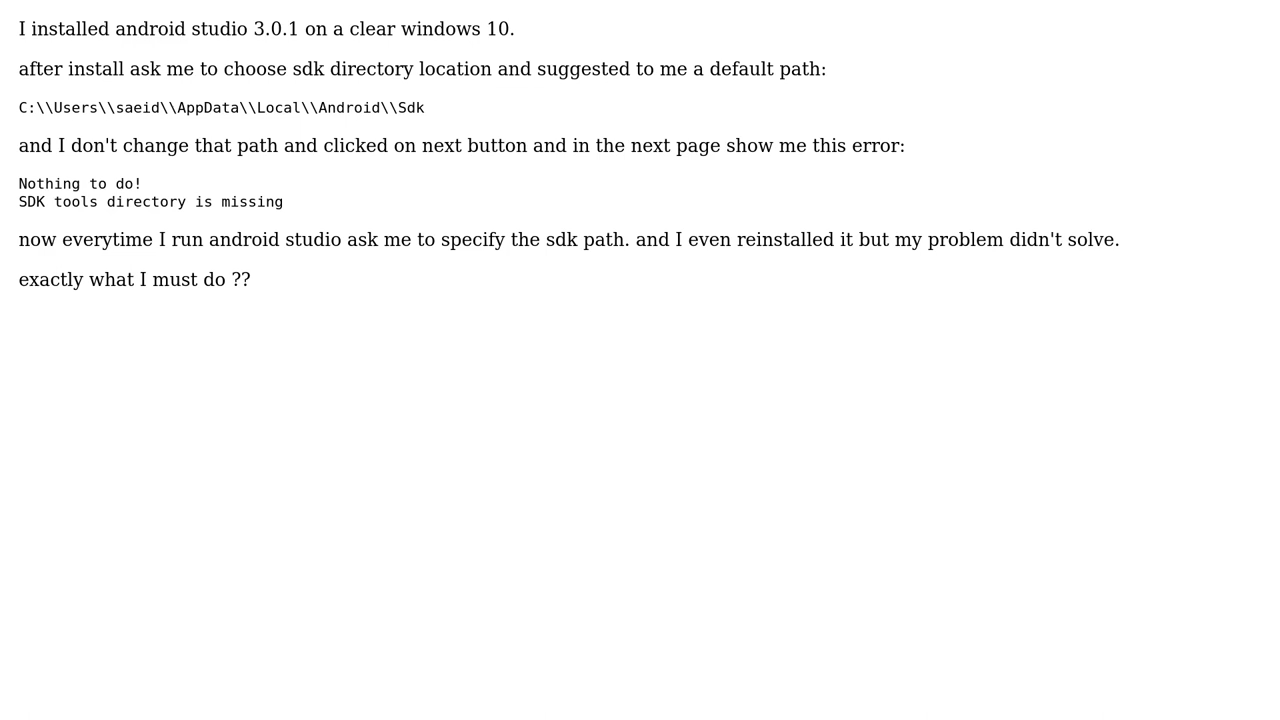 I installed android studio 3.0.1 on a clear windows 10.
after install ask me to choose sdk directory location and suggested to me a default path:
C:\\Users\\saeid\\AppData\\Local\\Android\\Sdk
and I don't change that path and clicked on next button and in the next page show me this error:
Nothing to do!
SDK tools directory is missing
now everytime I run android studio ask me to specify the sdk path. and I even reinstalled it but my problem didn't solve.
exactly what I must do ??